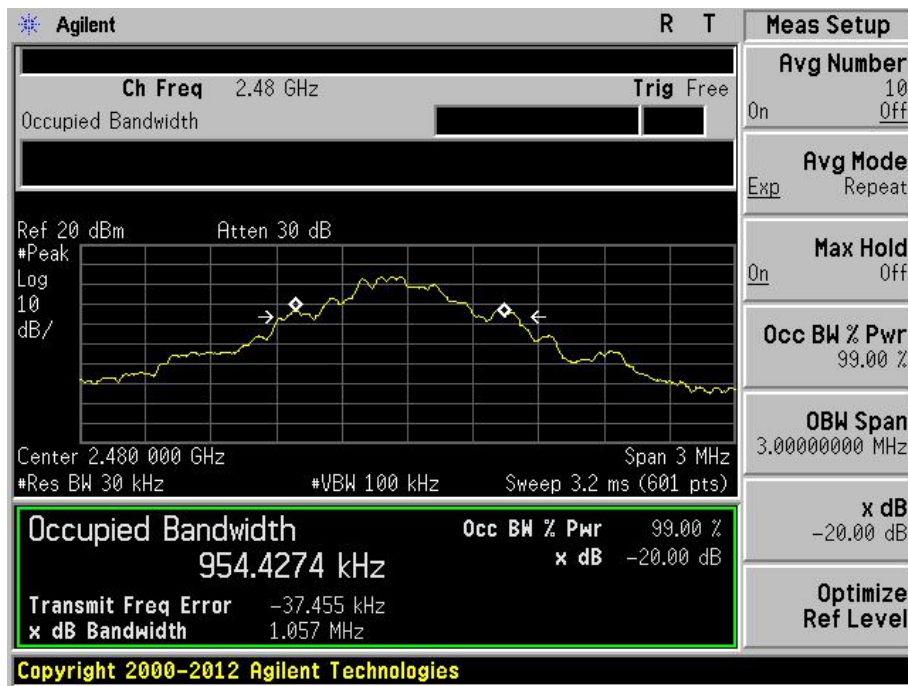 Agilent R T
Ch Freq 2.48 GHz Trig Free
Occupied Bandwidth
Ref 20 dBm Atten 30 dB
#Peak
Log
10
dB/
Center 2.480 000 GHz Span 3 MHz
#Res BW 30 kHz #VBW 100 kHz Sweep 3.2 ms (601 pts)
Occupied Bandwidth Occ BW % Pwr 99.00 %
954.4274 kHz x dB -20.00 dB
Transmit Freq Error -37.455 kHz
x dB Bandwidth 1.057 MHz
Copyright 2000-2012 Agilent Technologies
Meas Setup
Avg Number
10
On Off
Avg Mode
Exp Repeat
Max Hold
On Off
Occ BW % Pwr
99.00 %
OBW Span
3.00000000 MHz
x dB
-20.00 dB
Optimize
Ref Level